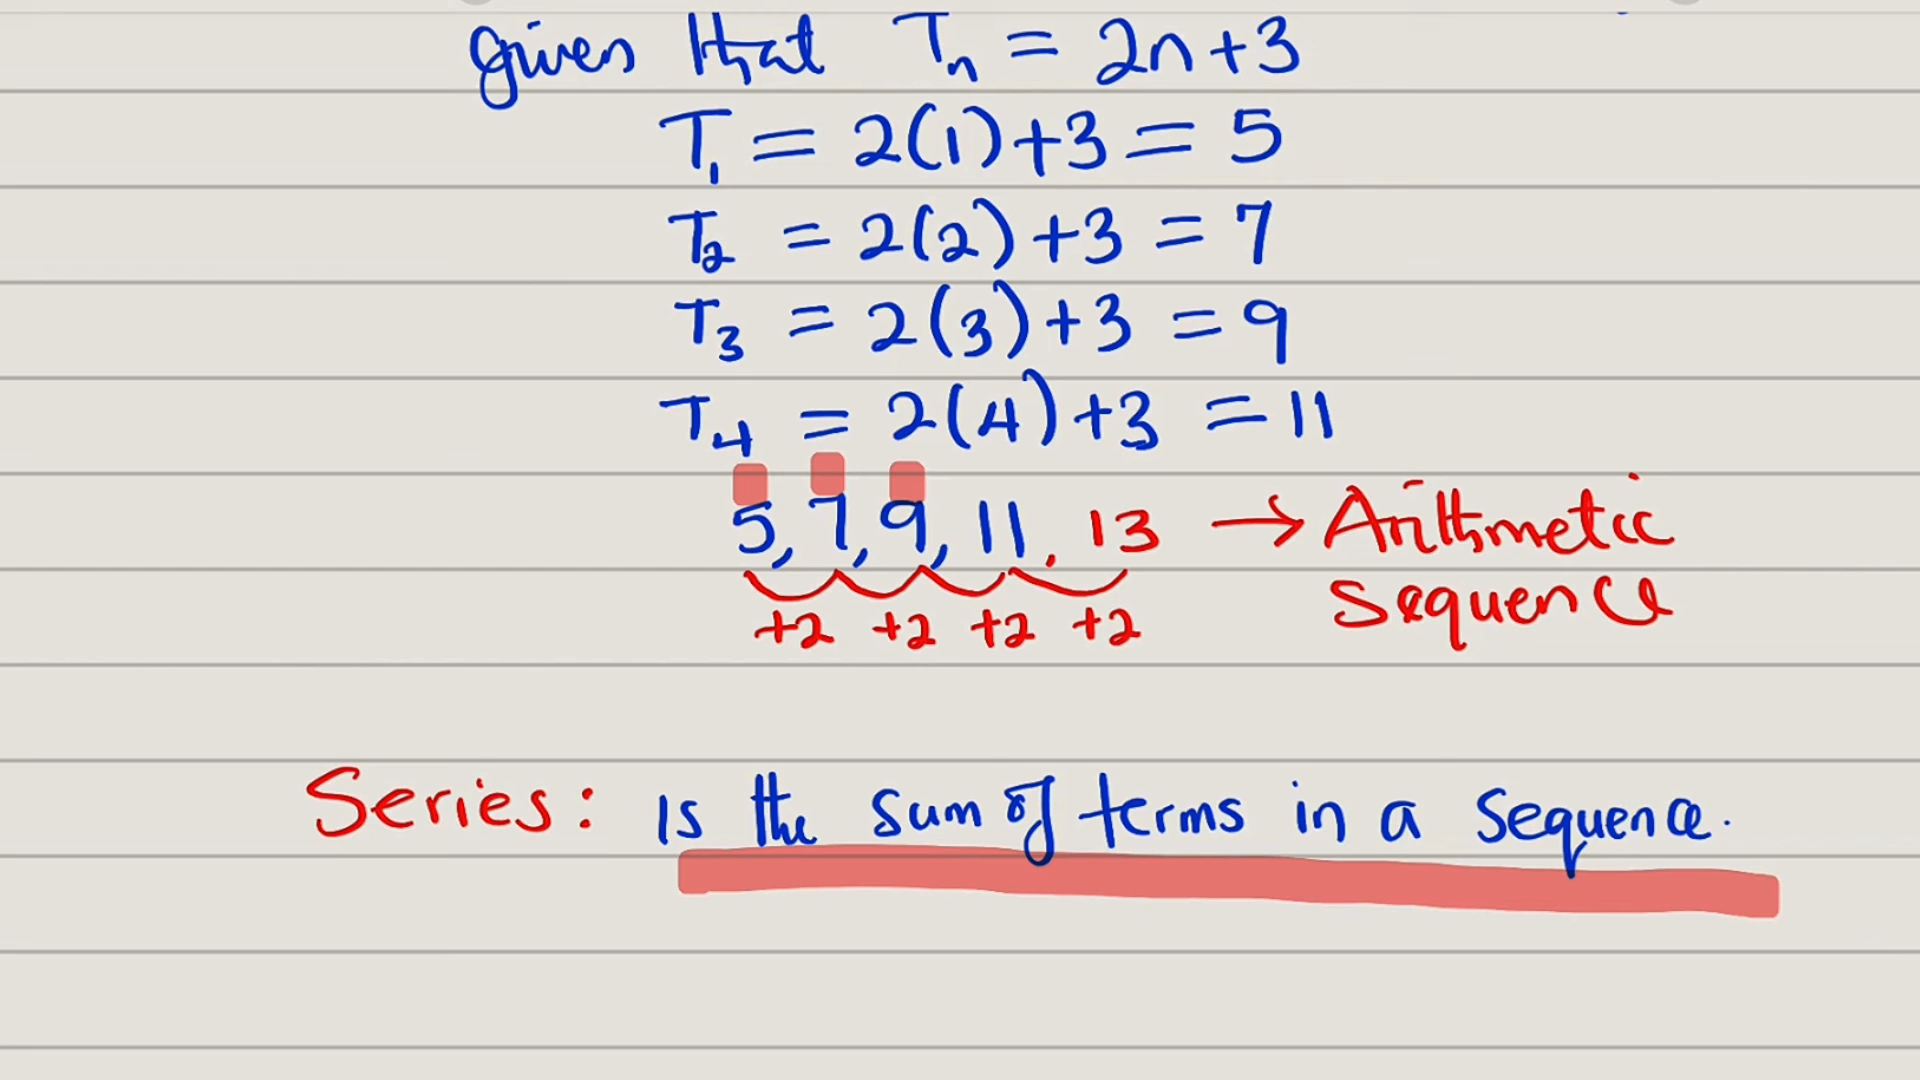 given that Tₙ = 2n+3
T₁ = 2(1)+3 = 5
T₂ = 2(2)+3 = 7
T₃ = 2(3)+3 = 9
T₄ = 2(4)+3 = 11
5, 7, 9, 11, 13 → Arithmetic
sequence
+2 +2 +2 +2
Series: Is the sum of terms in a sequence.